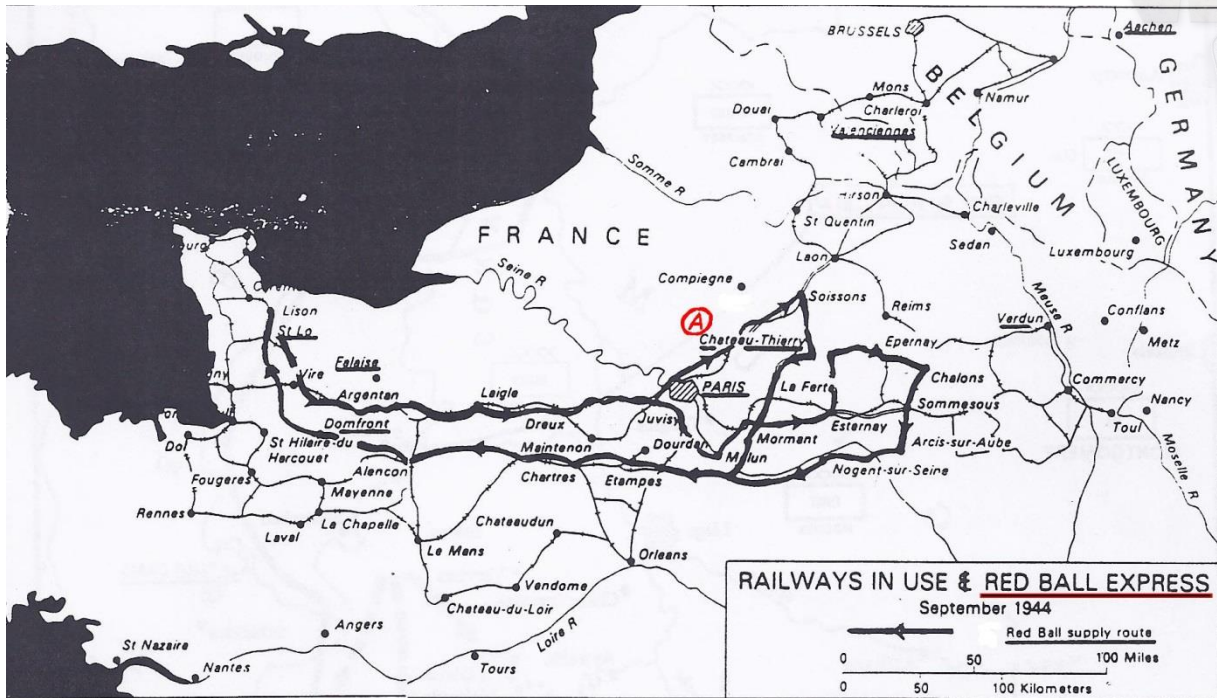 BRUSSELS
Aachen
GERMANY
BELGIUM
Mons
Namur
Douai
Charleroi
Valenciennes
Cambrai
Somme R
LUXEMBOURG
St Quentin
Charleville
Sedan
Luxembourg
FRANCE
Laon
Seine R
Compiegne
Meuse R
Soissons
Reims
Verdun
Conflans
Metz
A
Chateau-Thierry
Epernay
Lison
St Lo
Falaise
Vire
PARIS
La Ferte
Chalons
Commercy
Nancy
Toul
Argentan
Laigle
Dreux
Juvisy
Sommesous
Domfront
Maintenon
Dourdan
Mormant
Esternay
Arcis-sur-Aube
Melun
Nogent-sur-Seine
Moselle R
Dol
St Hilaire-du
Harcouet
Alencon
Chartres
Etampes
Fougeres
Mayenne
Rennes
La Chapelle
Laval
Chateaudun
Le Mans
Orleans
Vendome
Chateau-du-Loir
Loire R
Angers
Tours
St Nazaire
Nantes
RAILWAYS IN USE & RED BALL EXPRESS
September 1944
Red Ball supply route
0 50 100 Miles
0 50 100 Kilometers